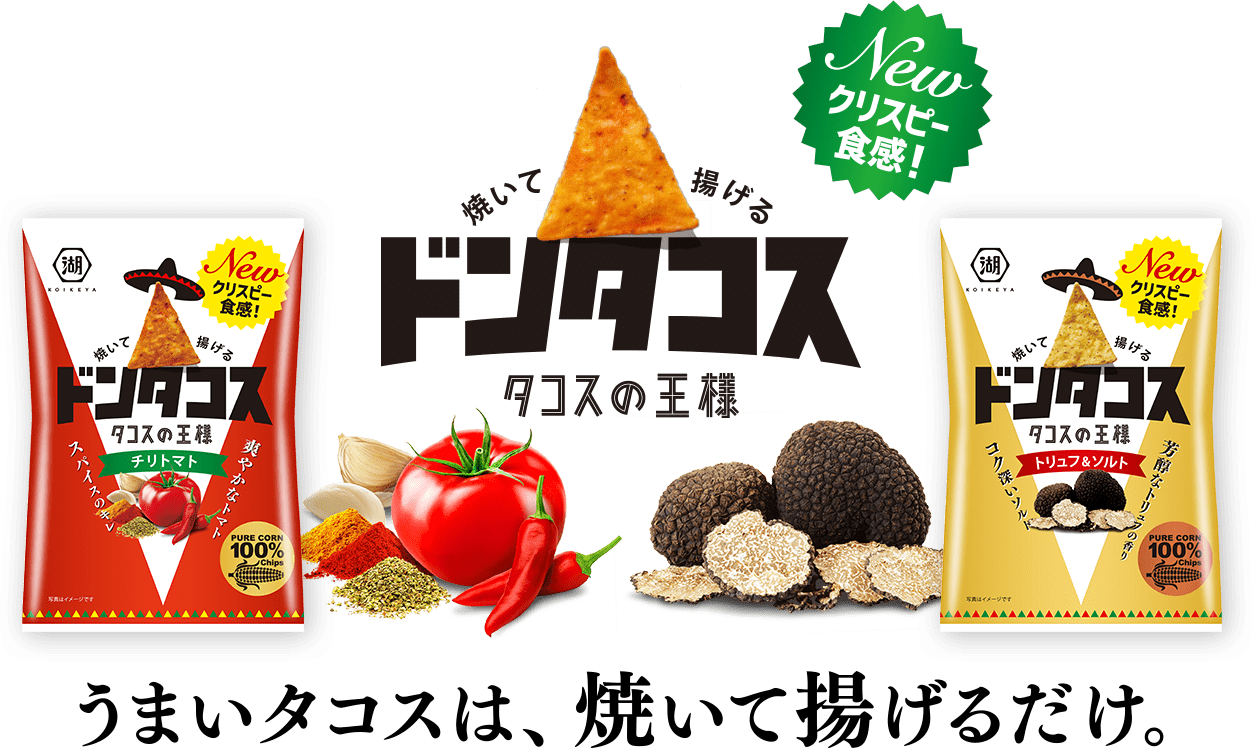 New
クリスピー
食感！
焼いて 揚げる
ドンタコス
タコスの王様
湖
KOIKEYA
New
クリスピー
食感！
焼いて 揚げる
ドンタコス
タコスの王様
チリトマト
爽やかなトマト
スパイスのキレ
PURE CORN
100%
Chips
写真はイメージです
湖
KOIKEYA
New
クリスピー
食感！
焼いて 揚げる
ドンタコス
タコスの王様
トリュフ&ソルト
芳醇なトリュフの香り
コク深いソルト
PURE CORN
100%
Chips
写真はイメージです
うまいタコスは、焼いて揚げるだけ。